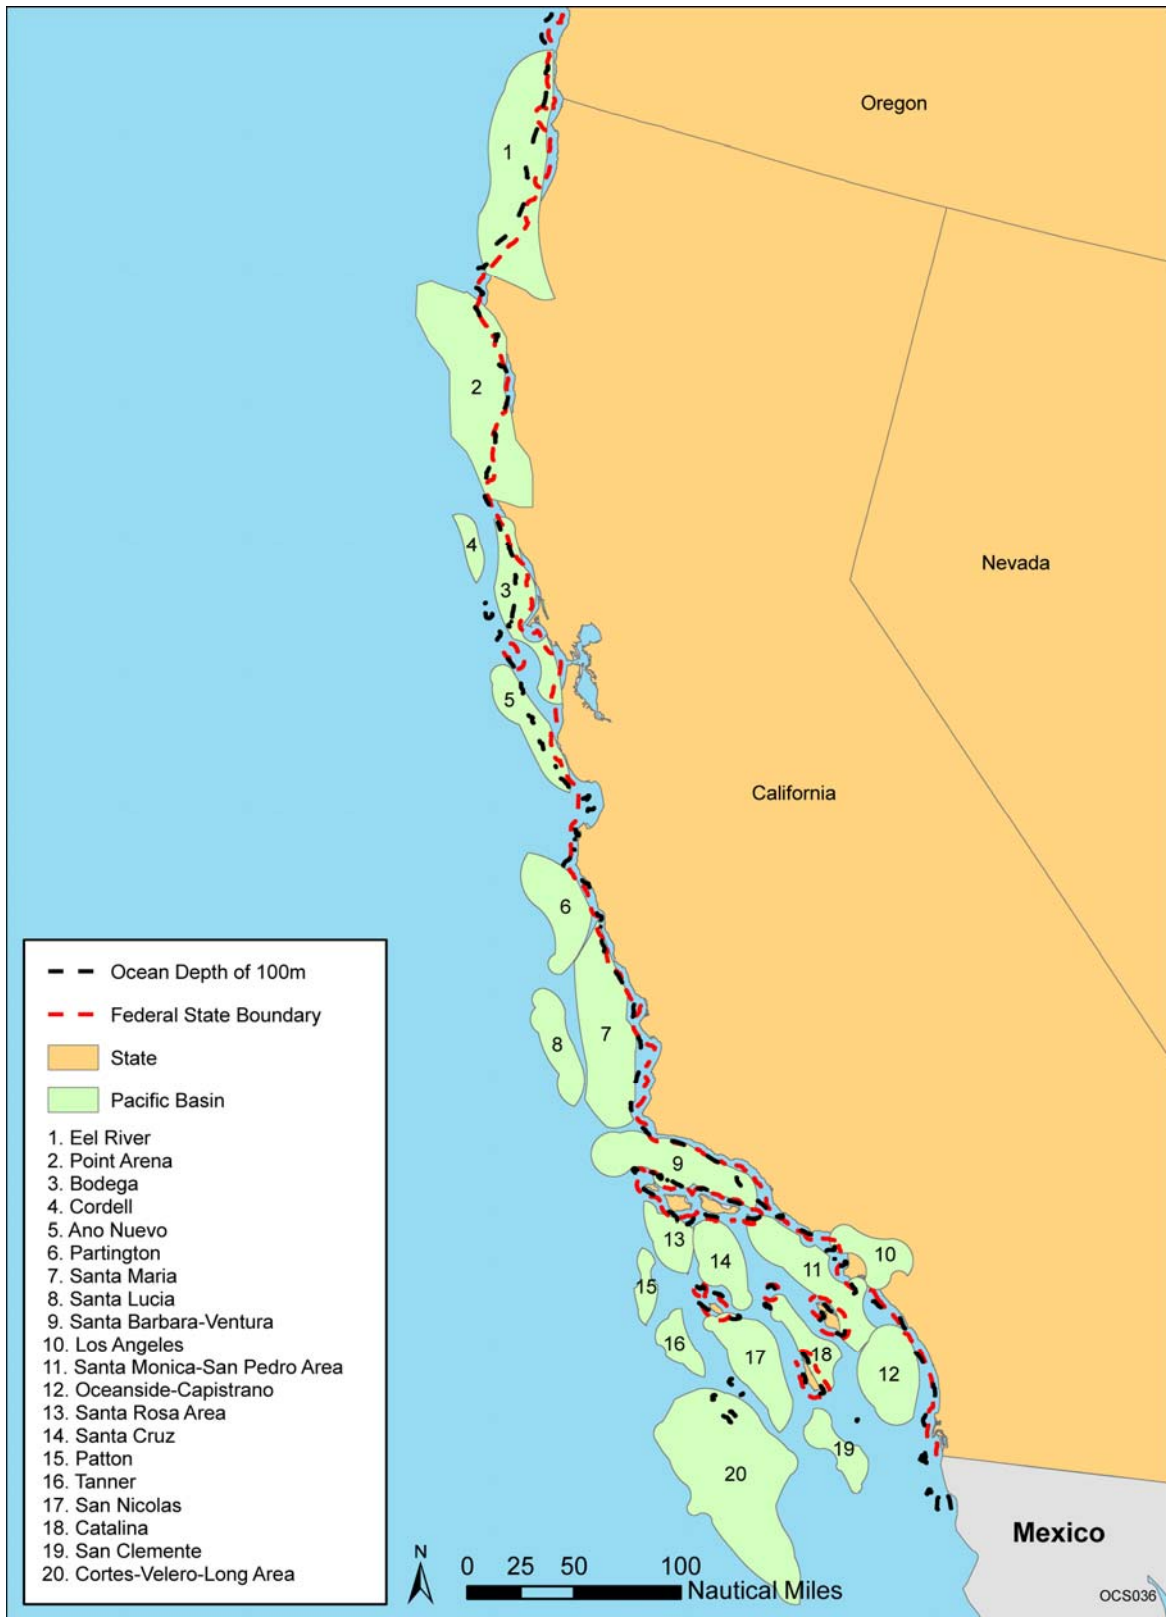 Oregon
1
2
Nevada
4
3
5
California
6
Ocean Depth of 100m
Federal State Boundary
State
Pacific Basin
1. Eel River
2. Point Arena
3. Bodega
4. Cordell
5. Ano Nuevo
6. Partington
7. Santa Maria
8. Santa Lucia
9. Santa Barbara-Ventura
10. Los Angeles
11. Santa Monica-San Pedro Area
12. Oceanside-Capistrano
13. Santa Rosa Area
14. Santa Cruz
15. Patton
16. Tanner
17. San Nicolas
18. Catalina
19. San Clemente
20. Cortes-Velero-Long Area
7
8
9
13
10
14
11
15
16
17
18
12
19
20
Mexico
N
0 25 50 100
Nautical Miles
OCS036